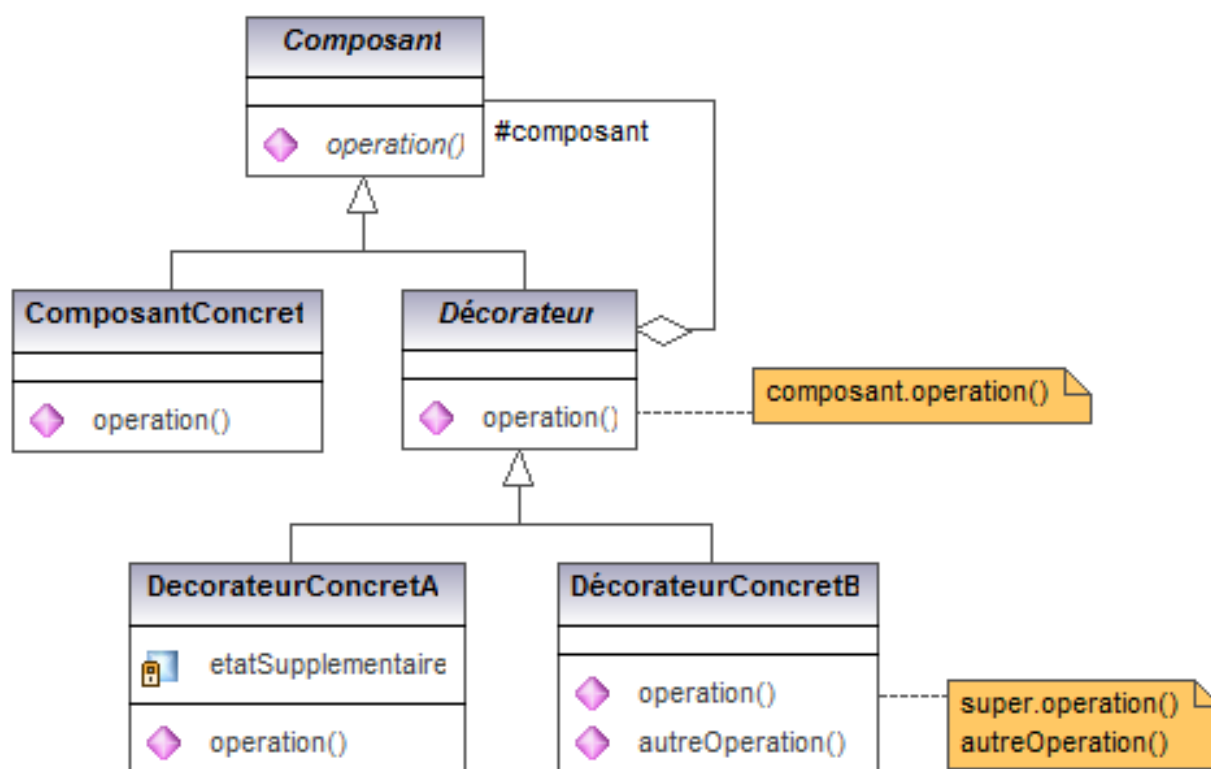 Composant
operation()
#composant
ComposantConcret
operation()
Décorateur
operation()
composant.operation()
DecorateurConcretA
etatSupplementaire
operation()
DécorateurConcretB
operation()
autreOperation()
super.operation()
autreOperation()